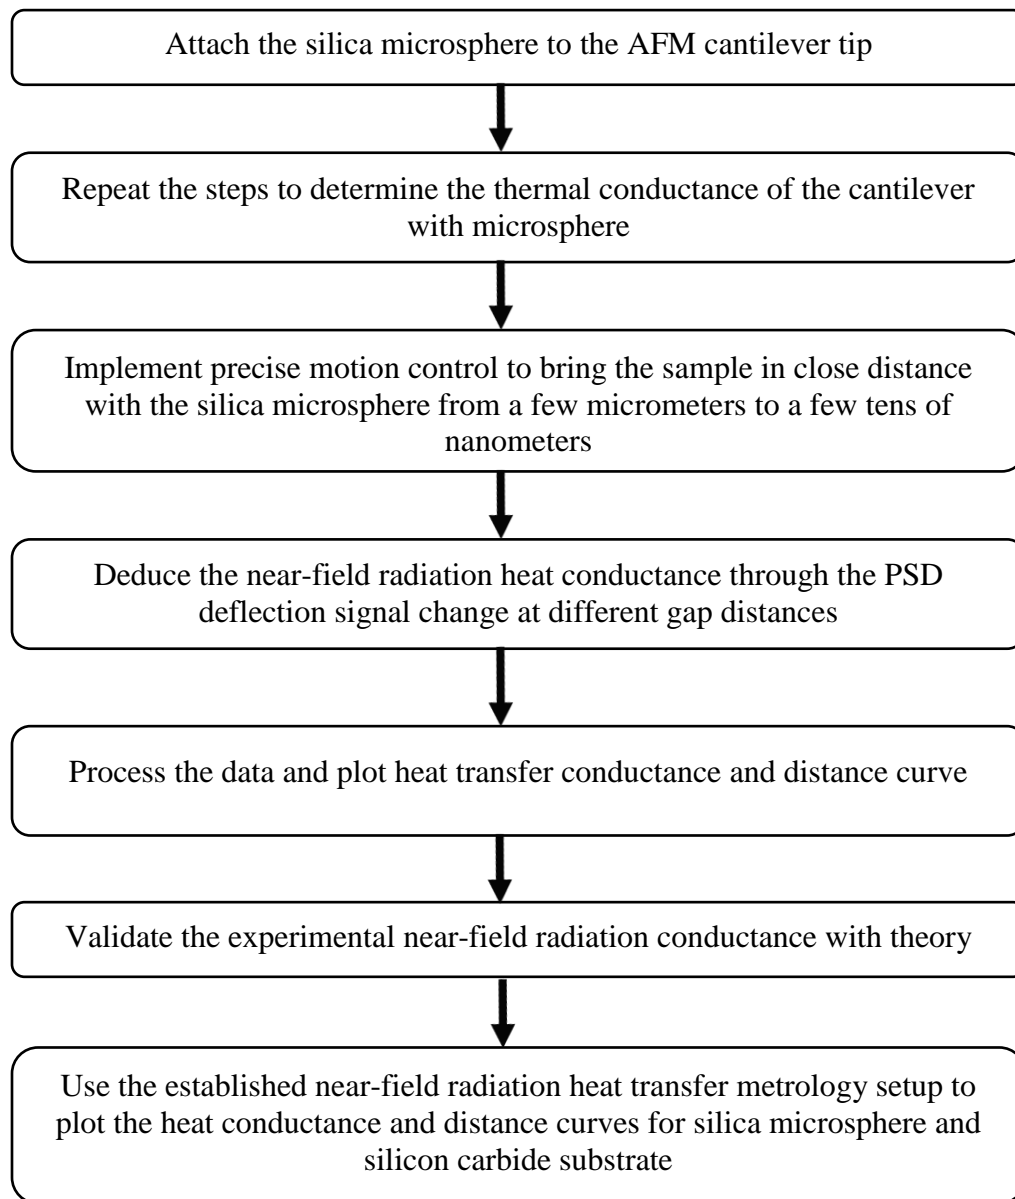 Attach the silica microsphere to the AFM cantilever tip
Repeat the steps to determine the thermal conductance of the cantilever
with microsphere
Implement precise motion control to bring the sample in close distance
with the silica microsphere from a few micrometers to a few tens of
nanometers
Deduce the near-field radiation heat conductance through the PSD
deflection signal change at different gap distances
Process the data and plot heat transfer conductance and distance curve
Validate the experimental near-field radiation conductance with theory
Use the established near-field radiation heat transfer metrology setup to
plot the heat conductance and distance curves for silica microsphere and
silicon carbide substrate